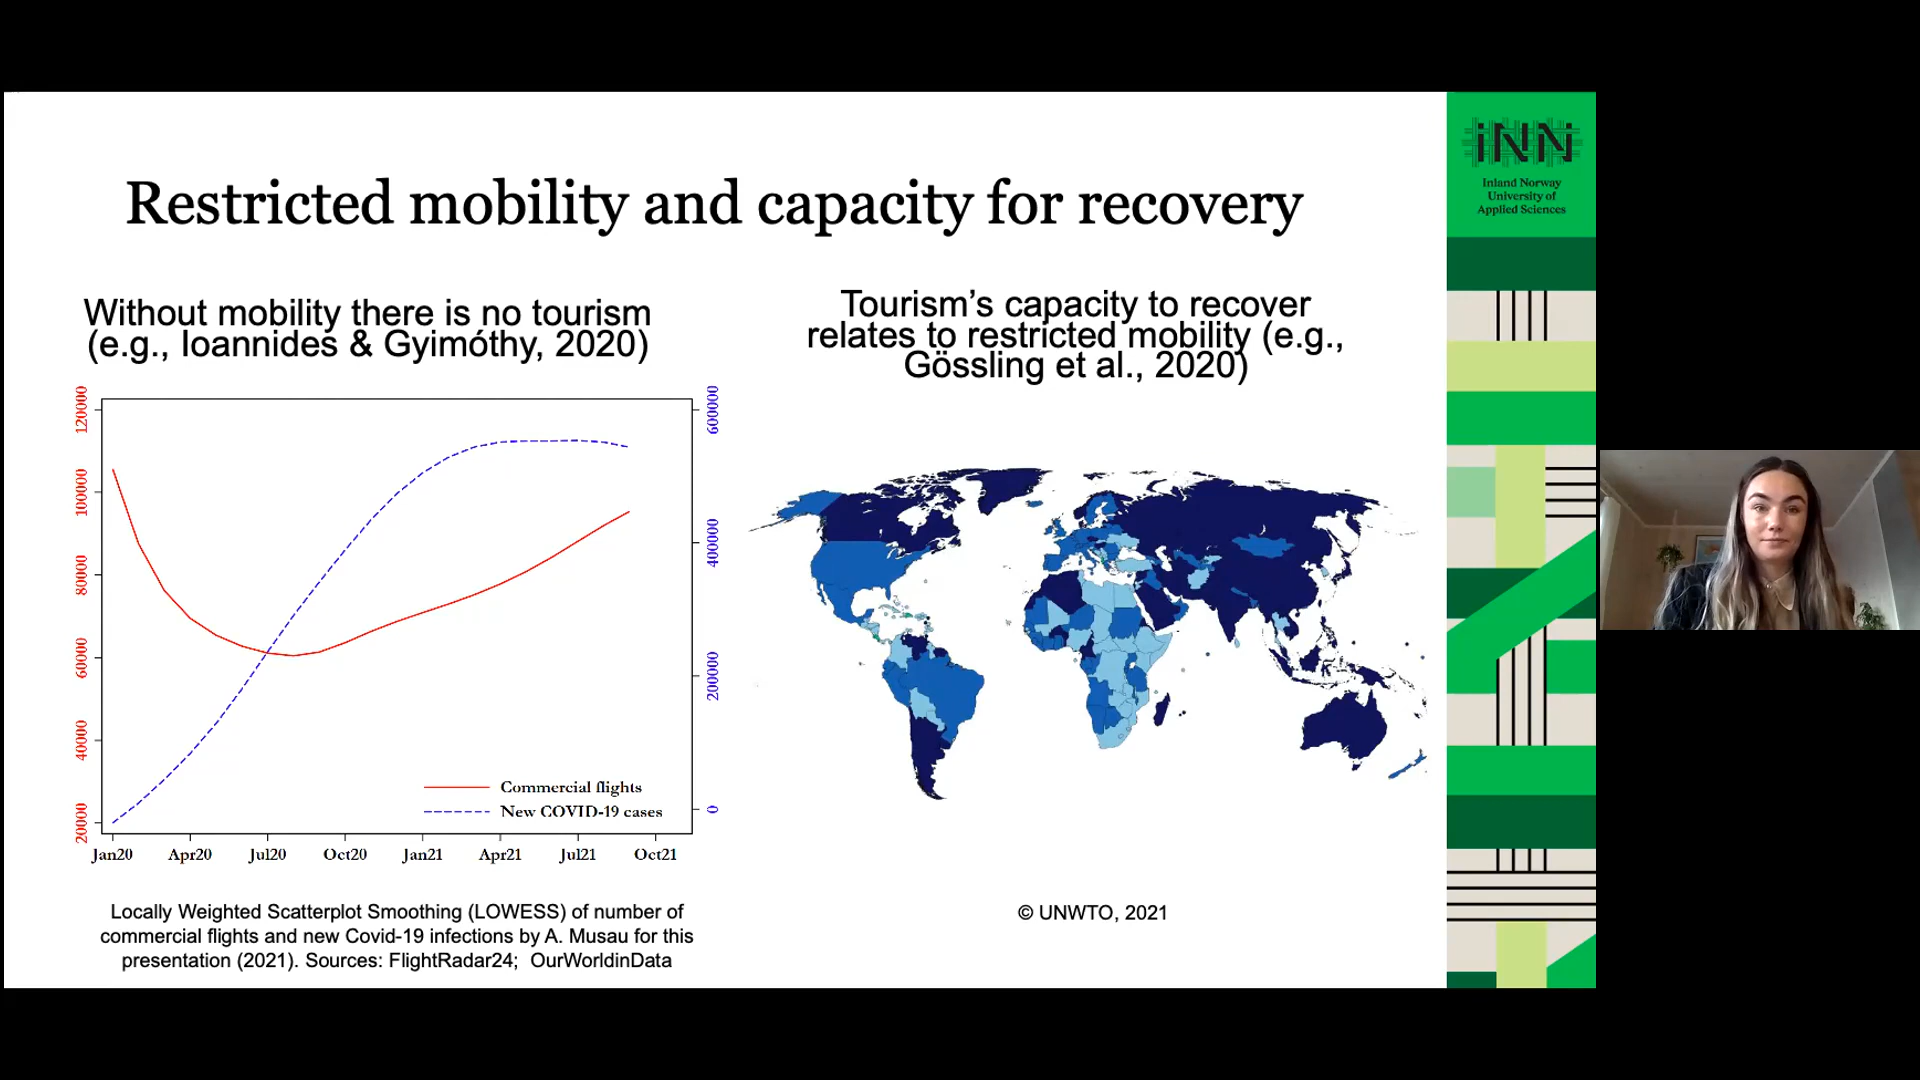 iNN
Inland Norway
University of
Applied Sciences
Restricted mobility and capacity for recovery
Without mobility there is no tourism
(e.g., Ioannides & Gyimóthy, 2020)
120000
100000
80000
60000
40000
20000
600000
400000
200000
0
Commercial flights
New COVID-19 cases
Jan20 Apr20 Jul20 Oct20 Jan21 Apr21 Jul21 Oct21
Locally Weighted Scatterplot Smoothing (LOWESS) of number of
commercial flights and new Covid-19 infections by A. Musau for this
presentation (2021). Sources: FlightRadar24; OurWorldinData
Tourism’s capacity to recover
relates to restricted mobility (e.g.,
Gössling et al., 2020)
© UNWTO, 2021